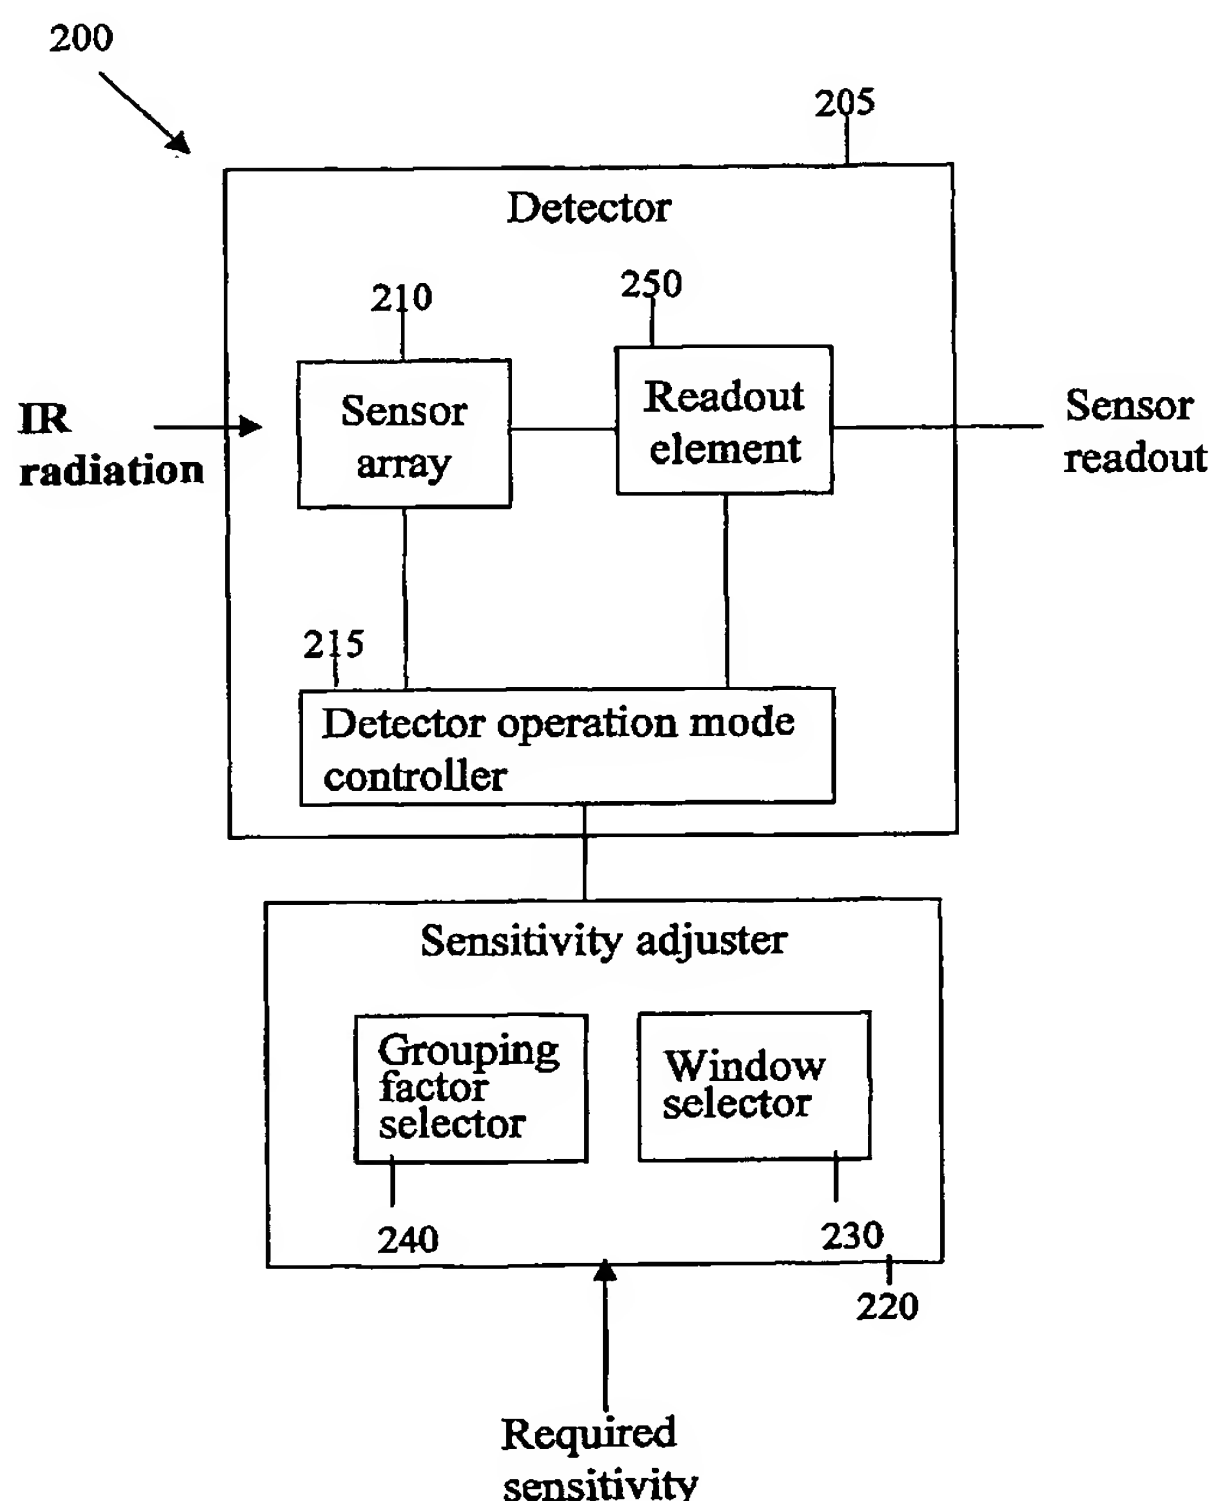 200
205
Detector
210
250
Sensor
array
Readout
element
IR
radiation
Sensor
readout
215
Detector operation mode
controller
Sensitivity adjuster
Grouping
factor
selector
Window
selector
240
230
220
Required
sensitivity